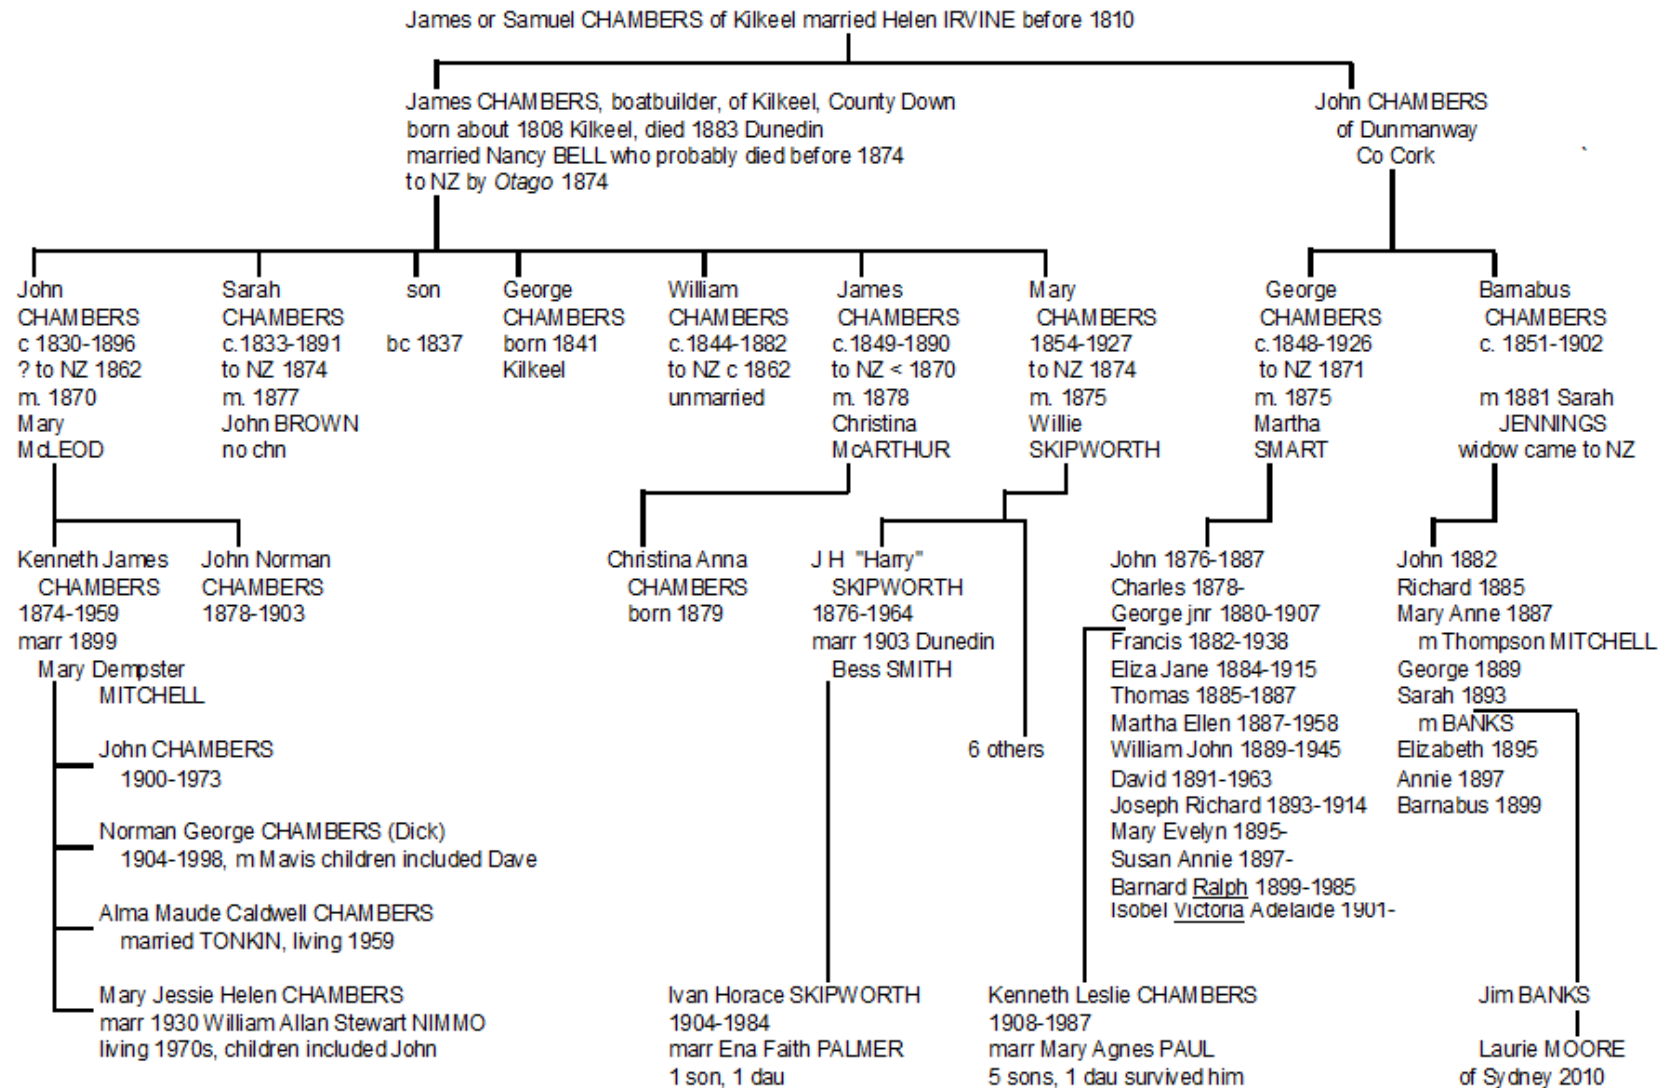 James or Samuel CHAMBERS of Kilkeel married Helen IRVINE before 1810
James CHAMBERS, boatbuilder, of Kilkeel, County Down
born about 1808 Kilkeel, died 1883 Dunedin
married Nancy BELL who probably died before 1874
to NZ by Otago 1874
John CHAMBERS
of Dunmanway
Co Cork
John
CHAMBERS
c 1830-1896
? to NZ 1862
m. 1870
Mary
McLEOD
Sarah
CHAMBERS
c.1833-1891
to NZ 1874
m. 1877
John BROWN
no chn
son
bc 1837
George
CHAMBERS
born 1841
Kilkeel
William
CHAMBERS
c.1844-1882
to NZ c 1862
unmarried
James
CHAMBERS
c.1849-1890
to NZ < 1870
m. 1878
Christina
McARTHUR
Mary
CHAMBERS
1854-1927
to NZ 1874
m. 1875
Willie
SKIPWORTH
George
CHAMBERS
c.1848-1926
to NZ 1871
m. 1875
Martha
SMART
Barnabus
CHAMBERS
c. 1851-1902
m 1881 Sarah
JENNINGS
widow came to NZ
Kenneth James
CHAMBERS
1874-1959
marr 1899
Mary Dempster
MITCHELL
John Norman
CHAMBERS
1878-1903
Christina Anna
CHAMBERS
born 1879
J H "Harry"
SKIPWORTH
1876-1964
marr 1903 Dunedin
Bess SMITH
6 others
John 1876-1887
Charles 1878-
George jnr 1880-1907
Francis 1882-1938
Eliza Jane 1884-1915
Thomas 1885-1887
Martha Ellen 1887-1958
William John 1889-1945
David 1891-1963
Joseph Richard 1893-1914
Mary Evelyn 1895-
Susan Annie 1897-
Barnard Ralph 1899-1985
Isobel Victoria Adelaide 1901-
John 1882
Richard 1885
Mary Anne 1887
m Thompson MITCHELL
George 1889
Sarah 1893
m BANKS
Elizabeth 1895
Annie 1897
Barnabus 1899
John CHAMBERS
1900-1973
Norman George CHAMBERS (Dick)
1904-1998, m Mavis children included Dave
Alma Maude Caldwell CHAMBERS
married TONKIN, living 1959
Mary Jessie Helen CHAMBERS
marr 1930 William Allan Stewart NIMMO
living 1970s, children included John
Ivan Horace SKIPWORTH
1904-1984
marr Ena Faith PALMER
1 son, 1 dau
Kenneth Leslie CHAMBERS
1908-1987
marr Mary Agnes PAUL
5 sons, 1 dau survived him
Jim BANKS
Laurie MOORE
of Sydney 2010